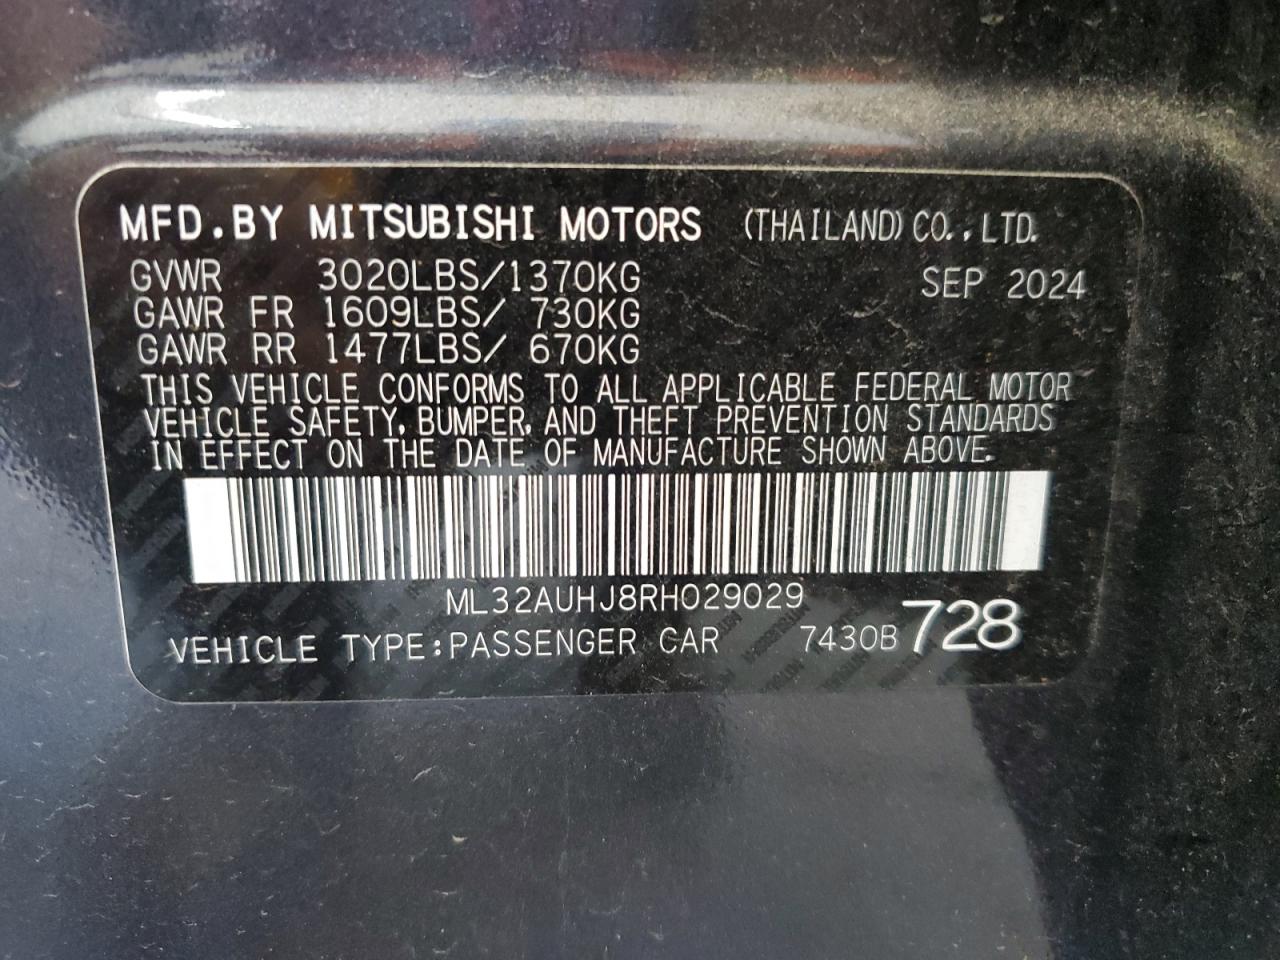 MFD.BY MITSUBISHI MOTORS (THAILAND) CO.,LTD.
GVWR 3020LBS/1370KG SEP 2024
GAWR FR 1609LBS/ 730KG
GAWR RR 1477LBS/ 670KG
THIS VEHICLE CONFORMS TO ALL APPLICABLE FEDERAL MOTOR
VEHICLE SAFETY, BUMPER, AND THEFT PREVENTION STANDARDS
IN EFFECT ON THE DATE OF MANUFACTURE SHOWN ABOVE.
ML32AUHJ8RH029029
VEHICLE TYPE:PASSENGER CAR 7430B 728